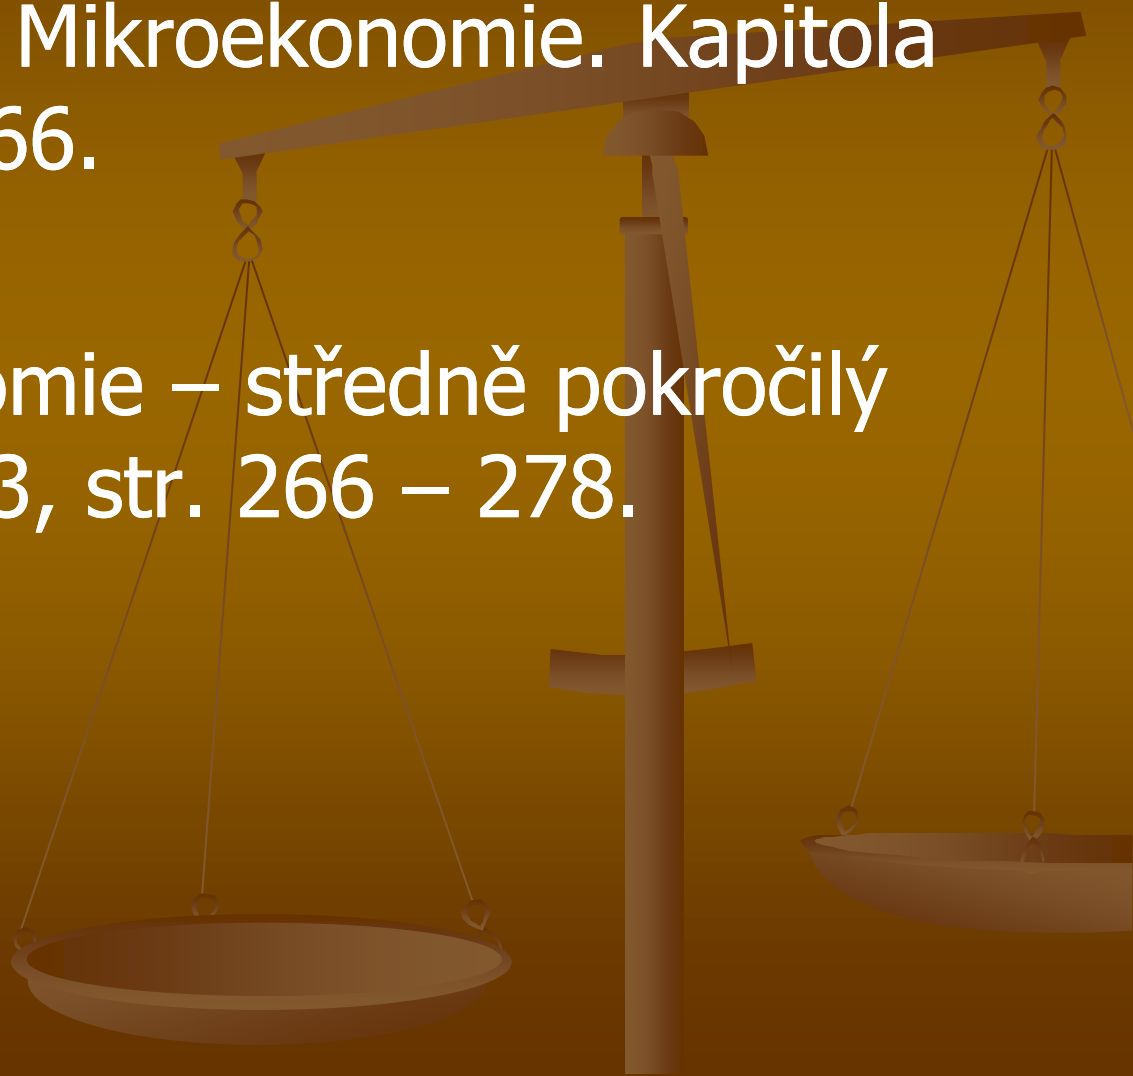 Mikroekonomie. Kapitola
66.
omie – středně pokročilý
3, str. 266 – 278.